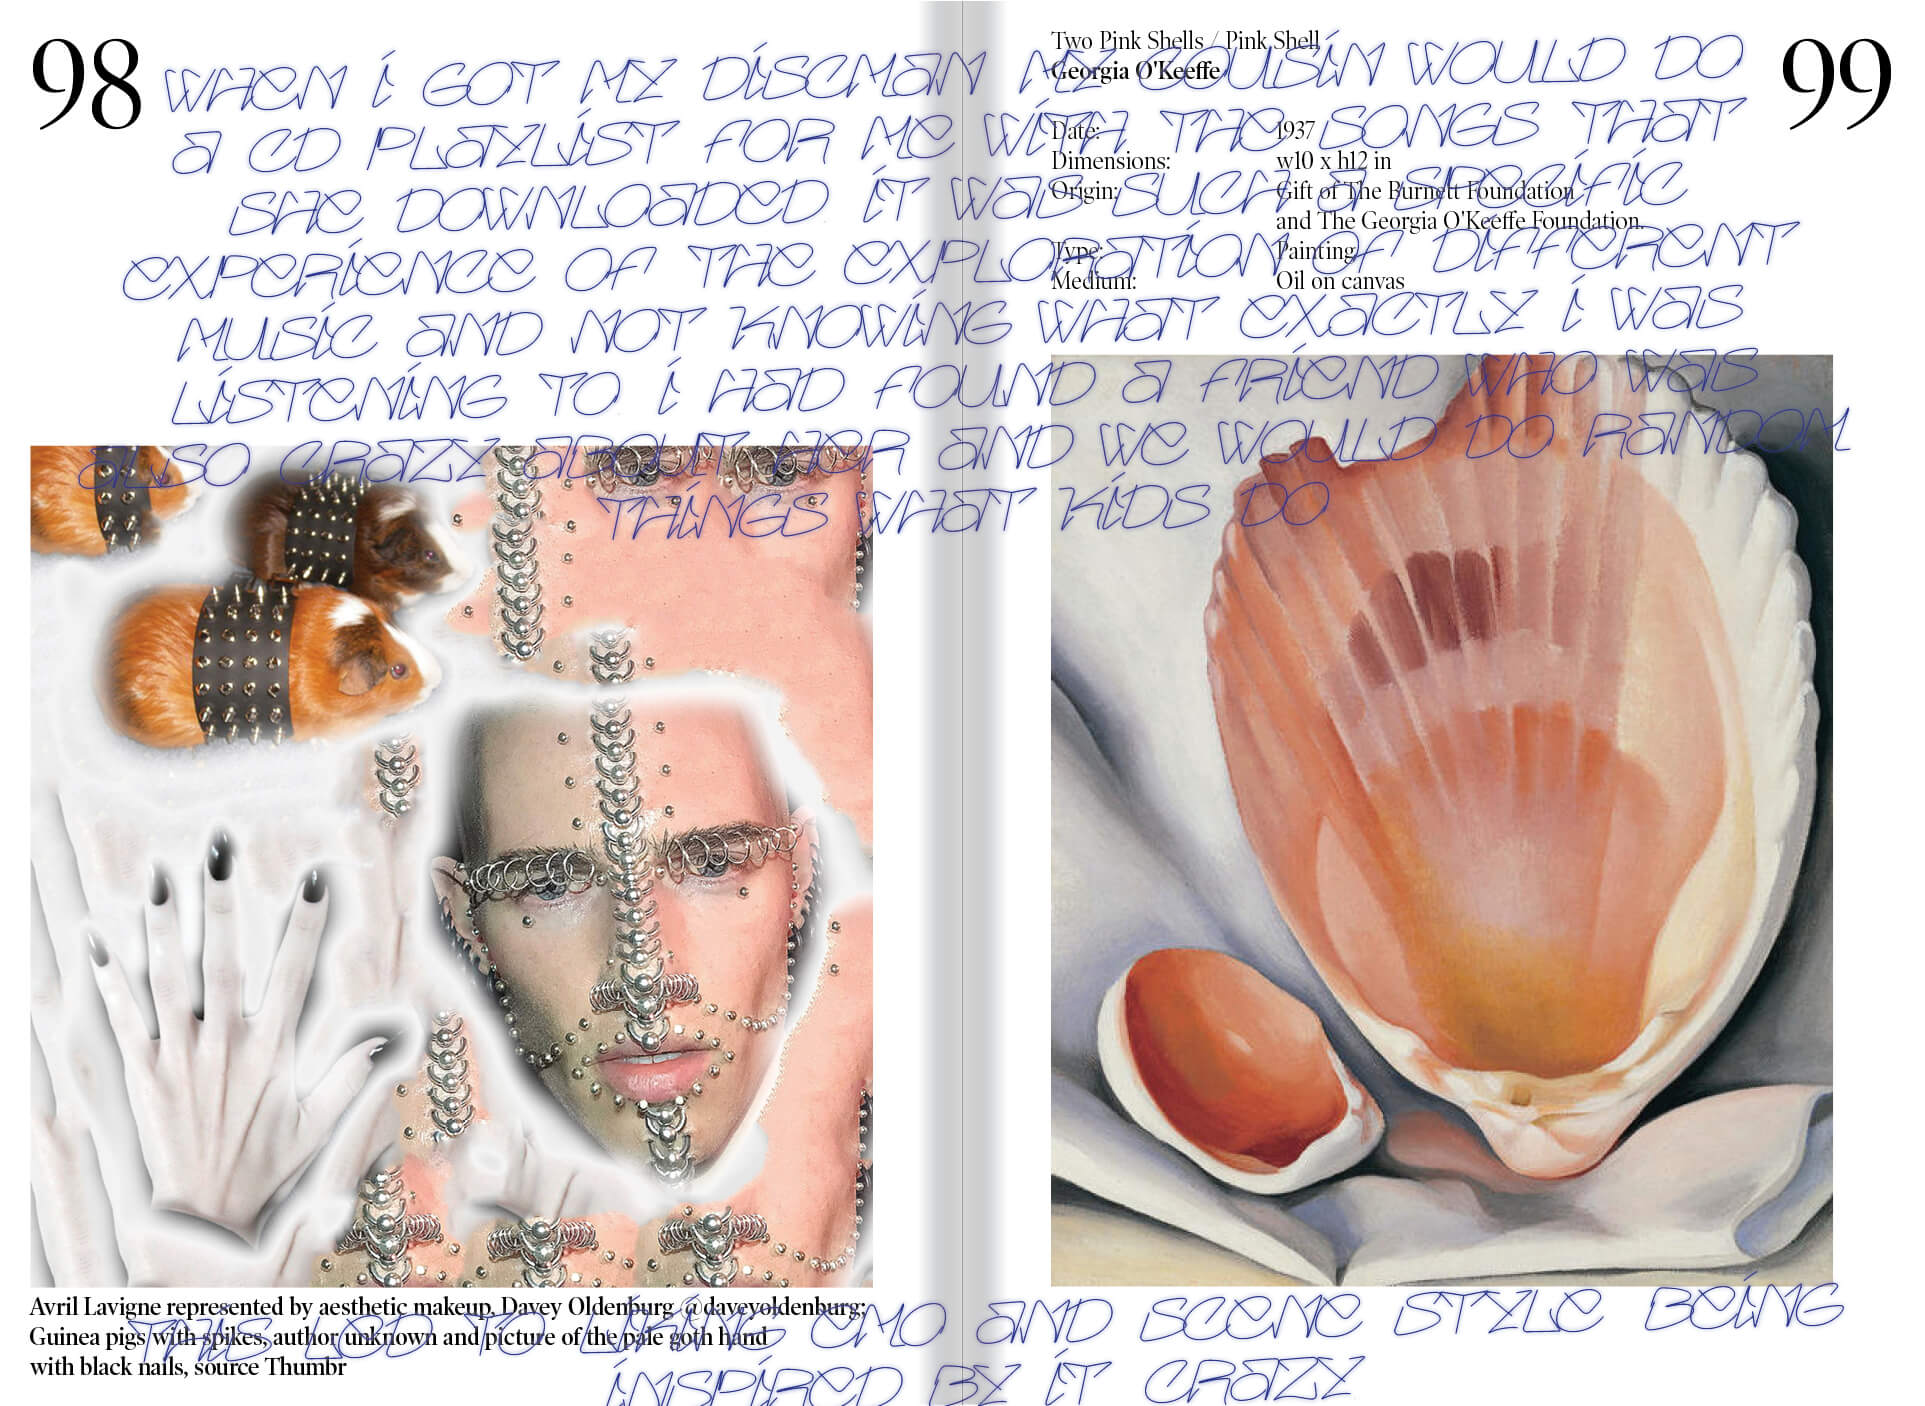 98
99
WHEN I GOT MY DISCMAN MY COUSIN WOULD DO
A CD PLAYLIST FOR ME WITH THE SONGS THAT
SHE DOWNLOADED IT WAS SUCH A SPECIFIC
EXPERIENCE OF THE EXPLORATION OF DIFFERENT
MUSIC AND NOT KNOWING WHAT EXACTLY I WAS
LISTENING TO I HAD FOUND A FRIEND WHO WAS
ALSO CRAZY ABOUT HER AND WE WOULD DO RANDOM
THINGS WHAT KIDS DO
Two Pink Shells / Pink Shell
Georgia O'Keeffe
Date: 1937
Dimensions: w10 x h12 in
Origin: Gift of The Burnett Foundation
and The Georgia O'Keeffe Foundation.
Type: Painting
Medium: Oil on canvas
Avril Lavigne represented by aesthetic makeup, Davey Oldenburg @daveyoldenburg;
Guinea pigs with spikes, author unknown and picture of the pale goth hand
with black nails, source Thumbr
THIS LED TO LIKING EMO AND SCENE STYLE BEING
INSPIRED BY IT CRAZY